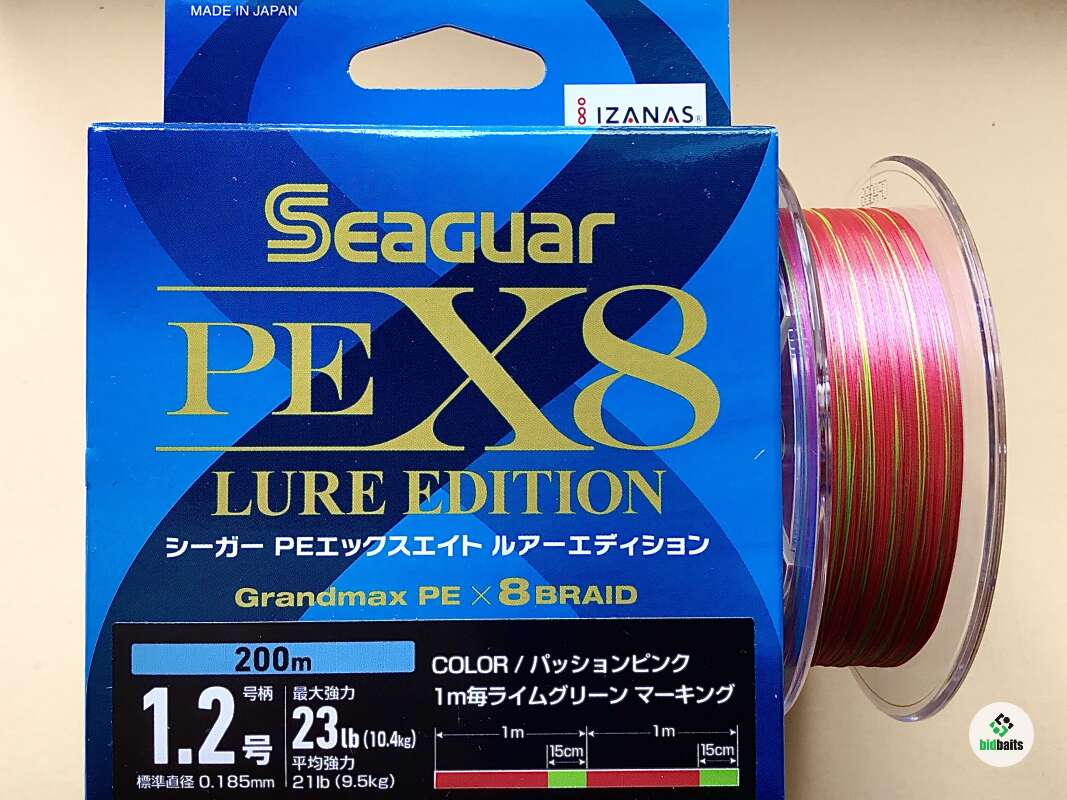 MADE IN JAPAN
IZANAS®
SEAGUAR
PE X8
LURE EDITION
シーガー PEエックスエイト ルアーエディション
Grandmax PE × 8 BRAID
200m
1.2号
号柄
標準直径 0.185mm
最大強力
23lb (10.4kg)
平均強力
21lb (9.5kg)
COLOR / パッションピンク
1m毎ライムグリーン マーキング
1m 1m
15cm 15cm
bidbaits